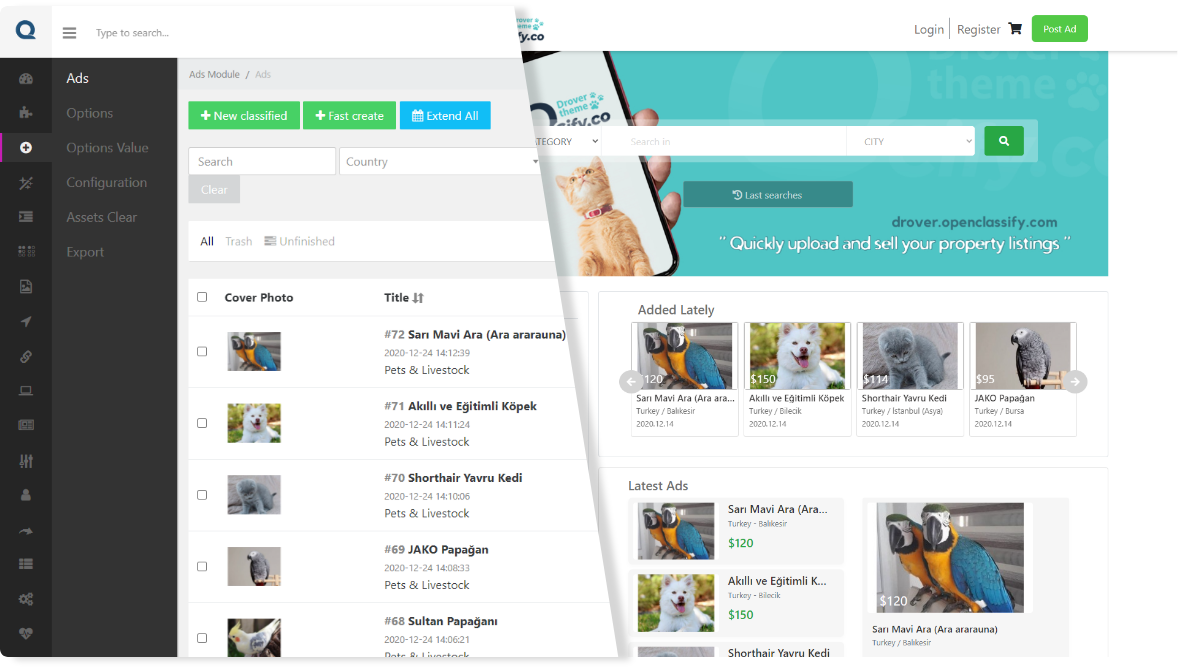 Q
Type to search...
Ads
Options
Options Value
Configuration
Assets Clear
Export
Ads Module / Ads
New classified
Fast create
Extend All
Search
Country
Clear
All
Trash
Unfinished
Cover Photo
Title
#72 Sarı Mavi Ara (Ara ararauna)
2020-12-24 14:12:39
Pets & Livestock
#71 Akıllı ve Eğitimli Köpek
2020-12-24 14:11:24
Pets & Livestock
#70 Shorthair Yavru Kedi
2020-12-24 14:10:06
Pets & Livestock
#69 JAKO Papağan
2020-12-24 14:08:33
Pets & Livestock
#68 Sultan Papağanı
2020-12-24 14:06:21
Pets & Livestock
fy.co
Login
Register
Post Ad
Drover
theme
ssify.co
Drover
theme
TEGORY
Search in
CITY
Last searches
drover.openclassify.com
" Quickly upload and sell your property listings "
Added Lately
120
Sarı Mavi Ara (Ara ara...
Turkey / Balıkesir
2020.12.14
$150
Akıllı ve Eğitimli Köpek
Turkey / Bilecik
2020.12.14
$114
Shorthair Yavru Kedi
Turkey / İstanbul (Asya)
2020.12.14
$95
JAKO Papağan
Turkey / Bursa
2020.12.14
Latest Ads
Sarı Mavi Ara (Ara...
Turkey - Balıkesir
$120
Akıllı ve Eğitimli K...
Turkey - Bilecik
$150
Shorthair Yavru Kedi
$120
Sarı Mavi Ara (Ara ararauna)
Turkey / Balıkesir